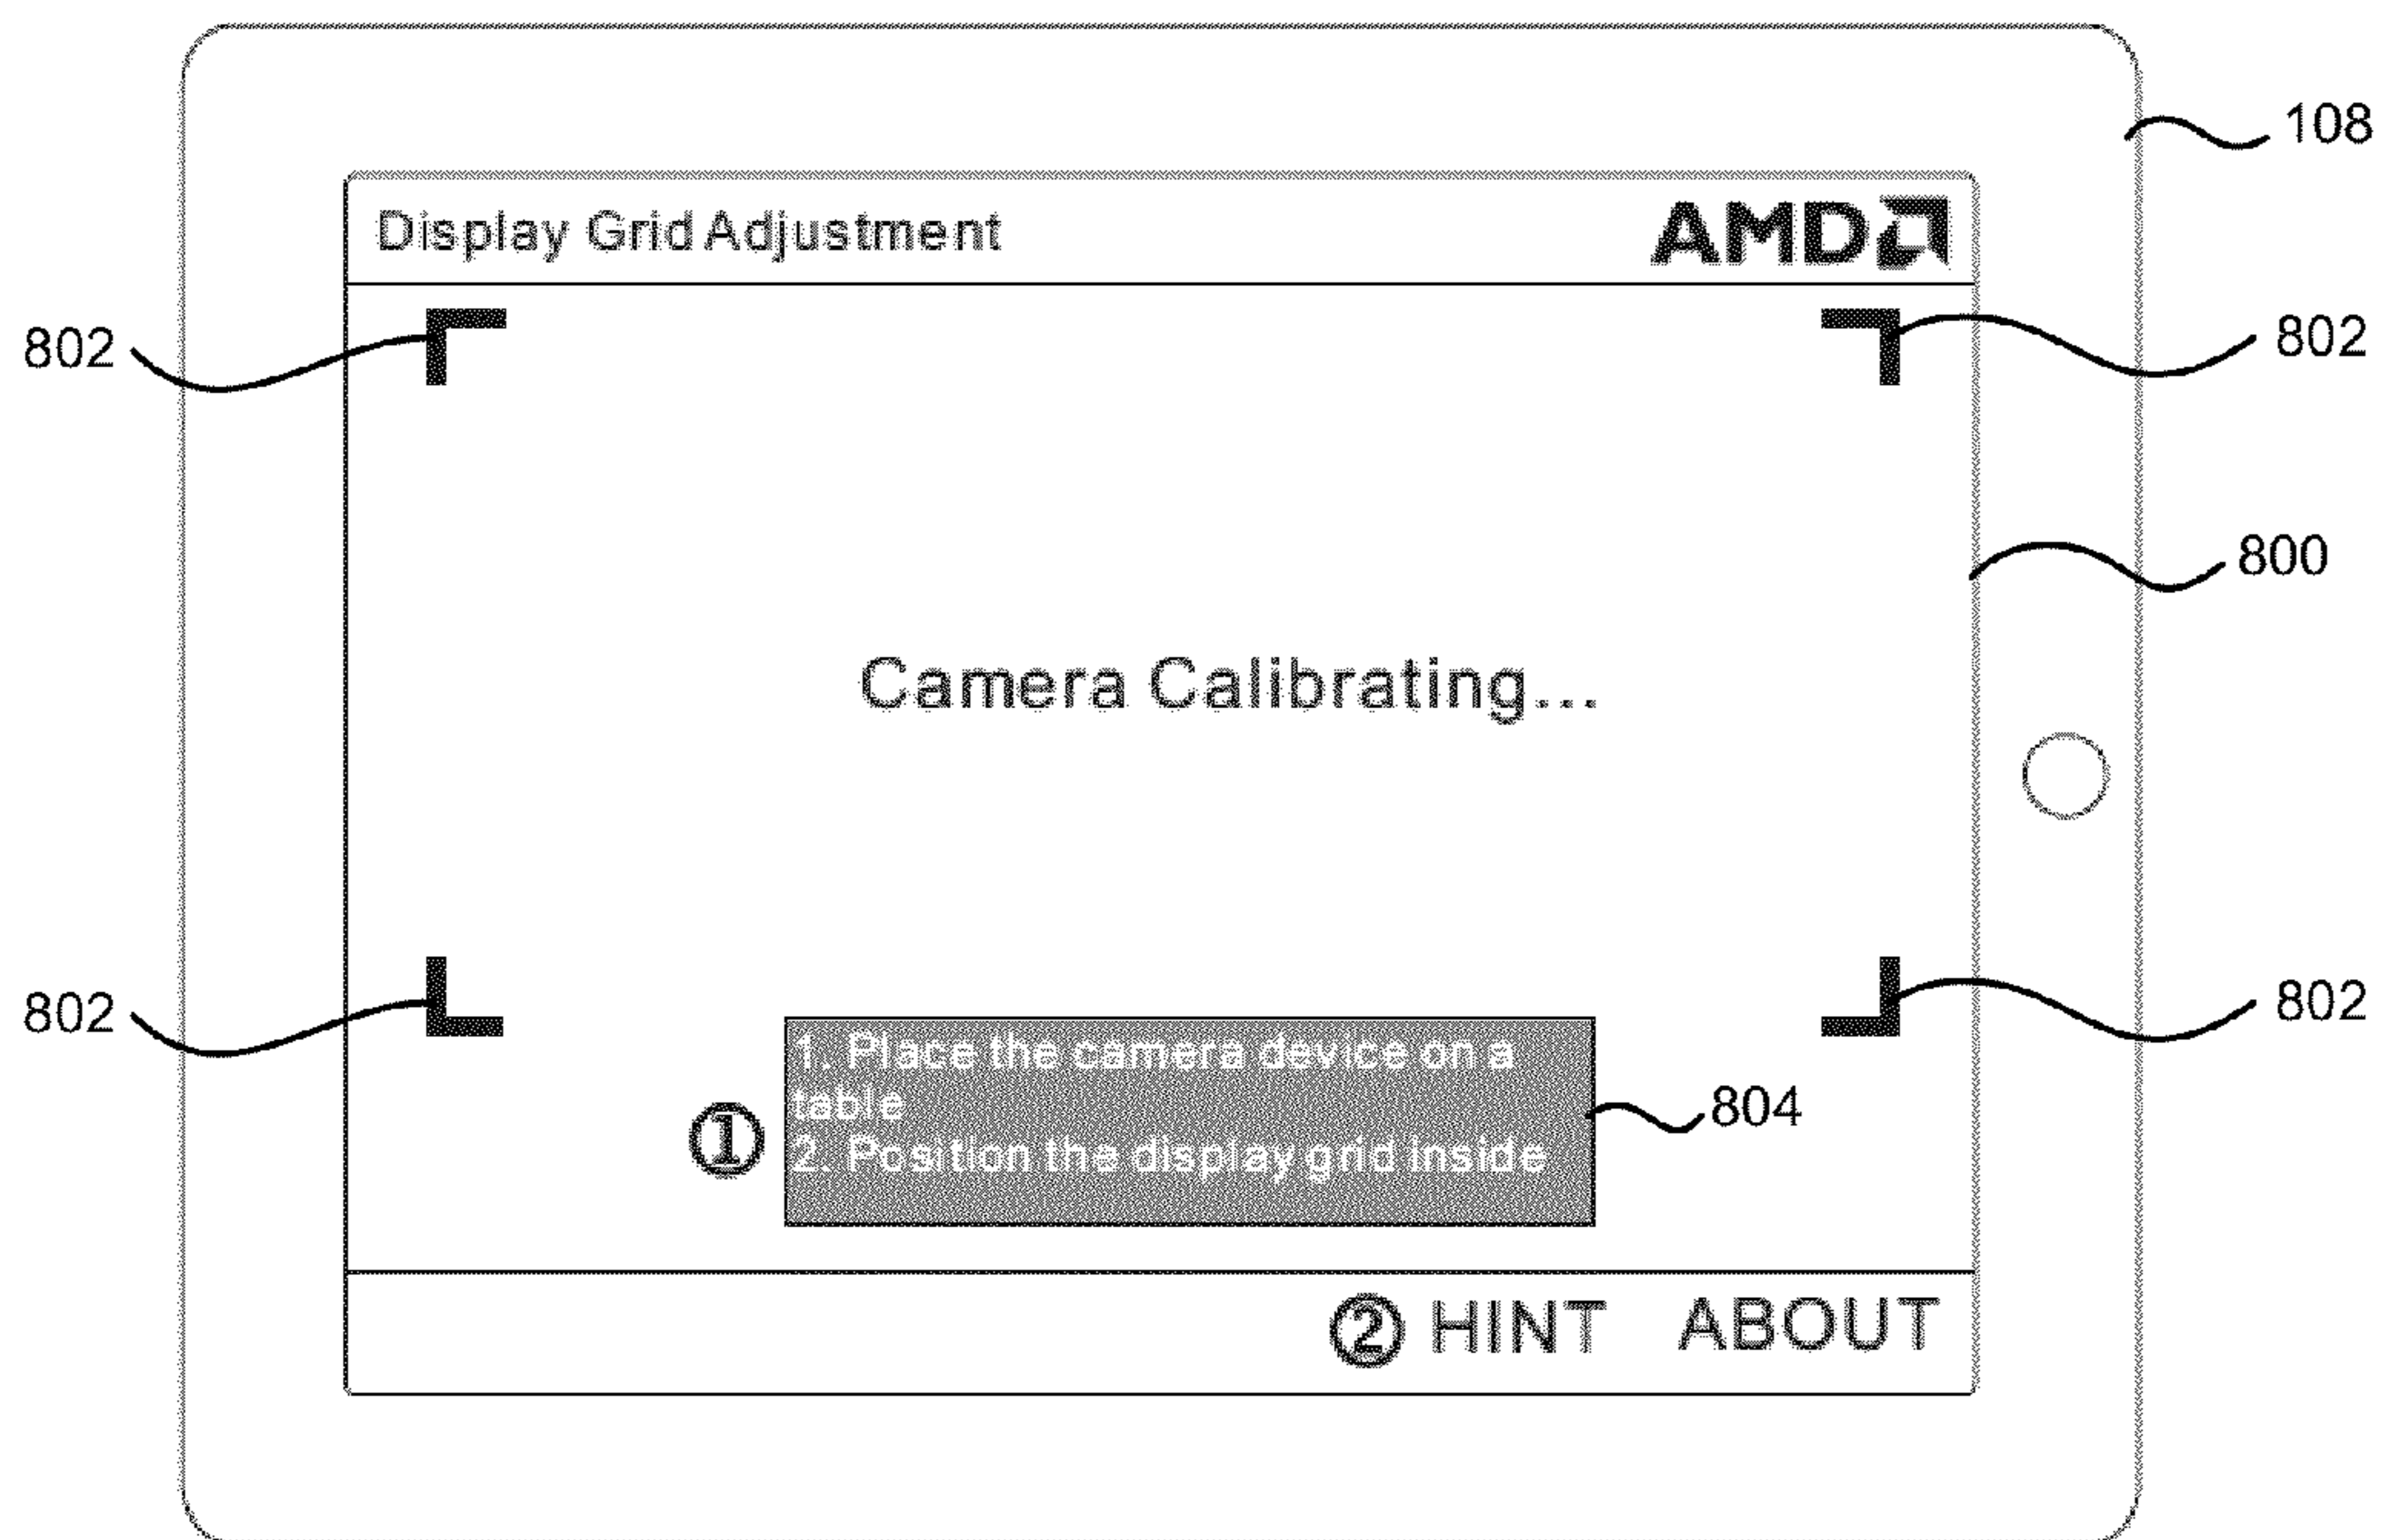 108
Display Grid Adjustment AMD
802 802
800
Camera Calibrating...
802 802
1. Place the camera device on a
table
804
① 2. Position the display grid inside
② HINT ABOUT